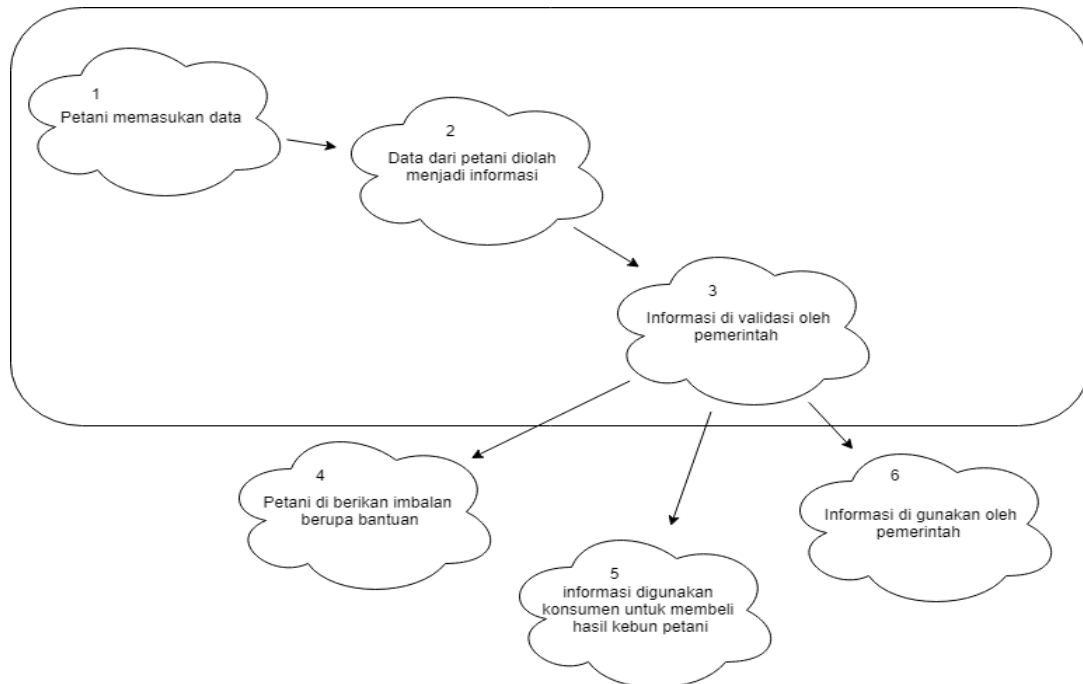 1
Petani memasukan data
2
Data dari petani diolah
menjadi informasi
3
Informasi di validasi oleh
pemerintah
4
Petani di berikan imbalan
berupa bantuan
5
informasi digunakan
konsumen untuk membeli
hasil kebun petani
6
Informasi di gunakan oleh
pemerintah